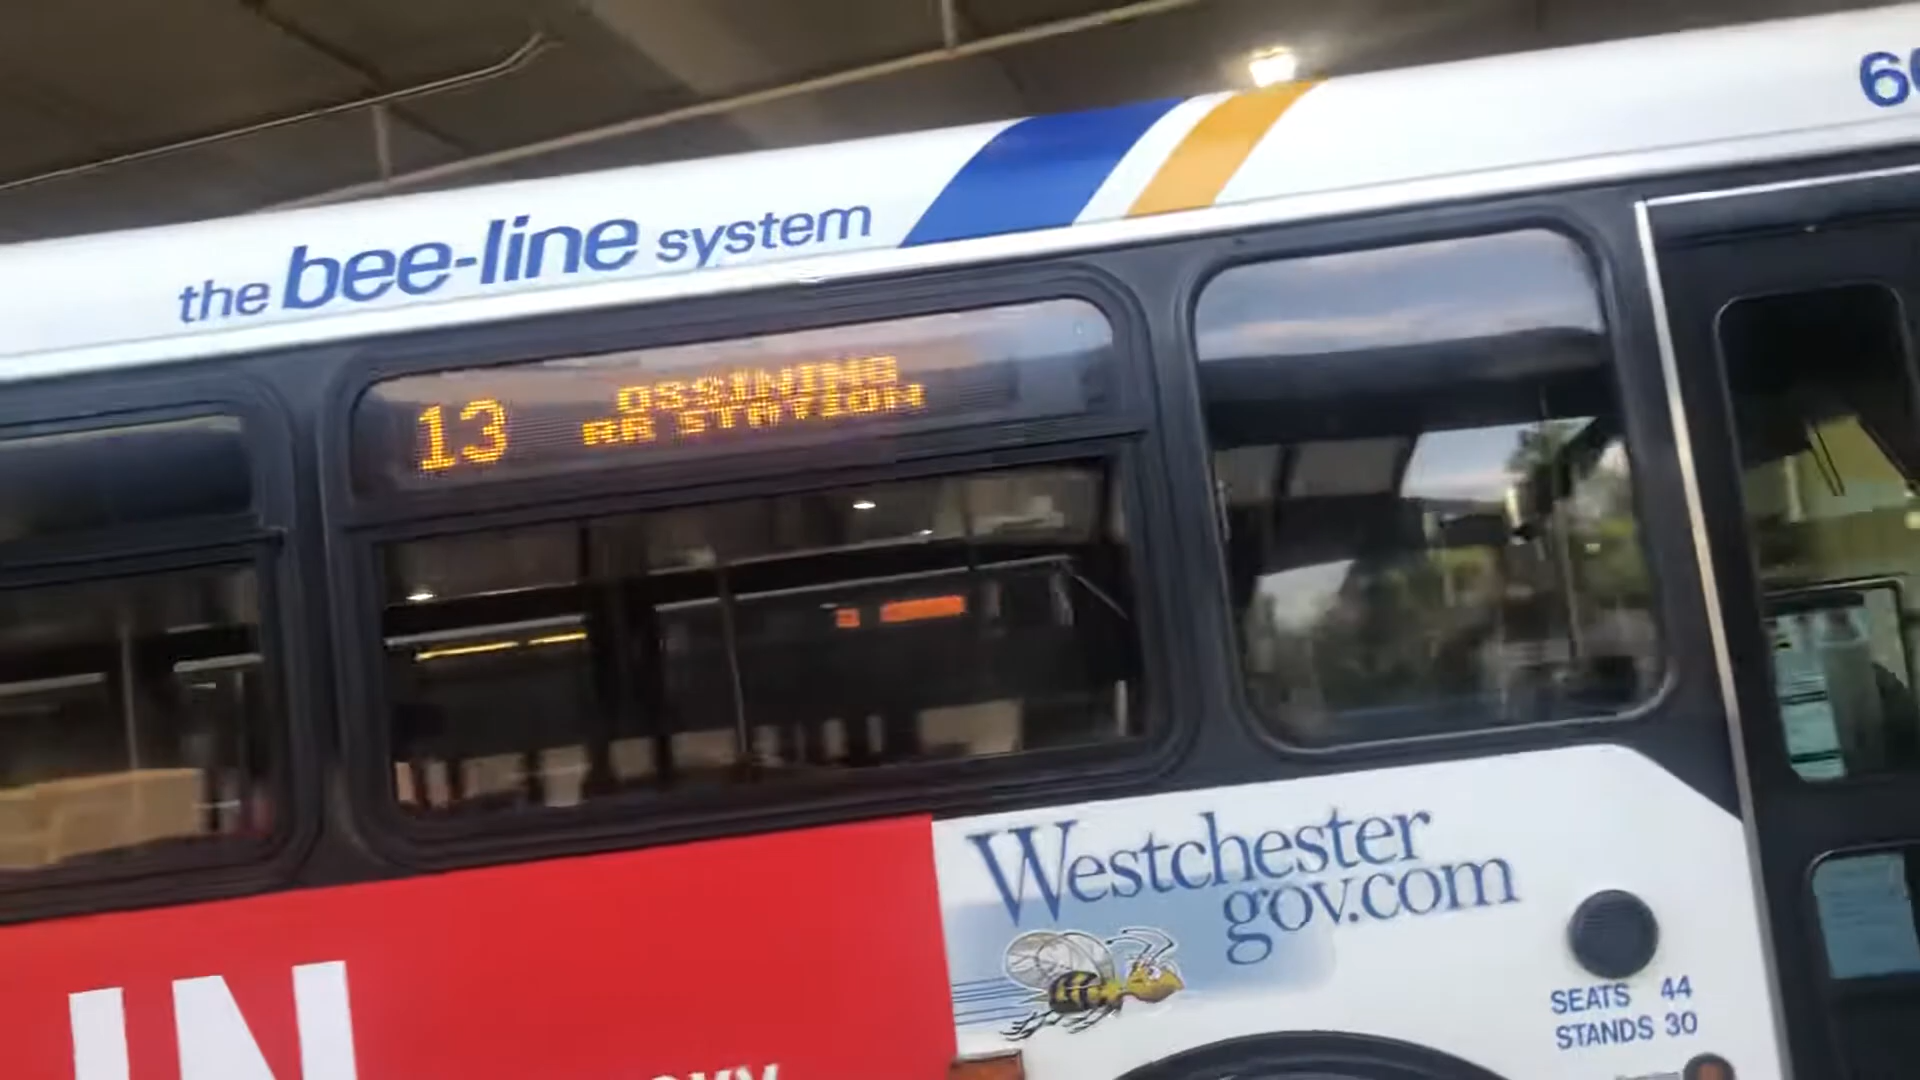 the bee-line system
13
OSSINING
RR STATION
Westchester
gov.com
SEATS 44
STANDS 30
IN